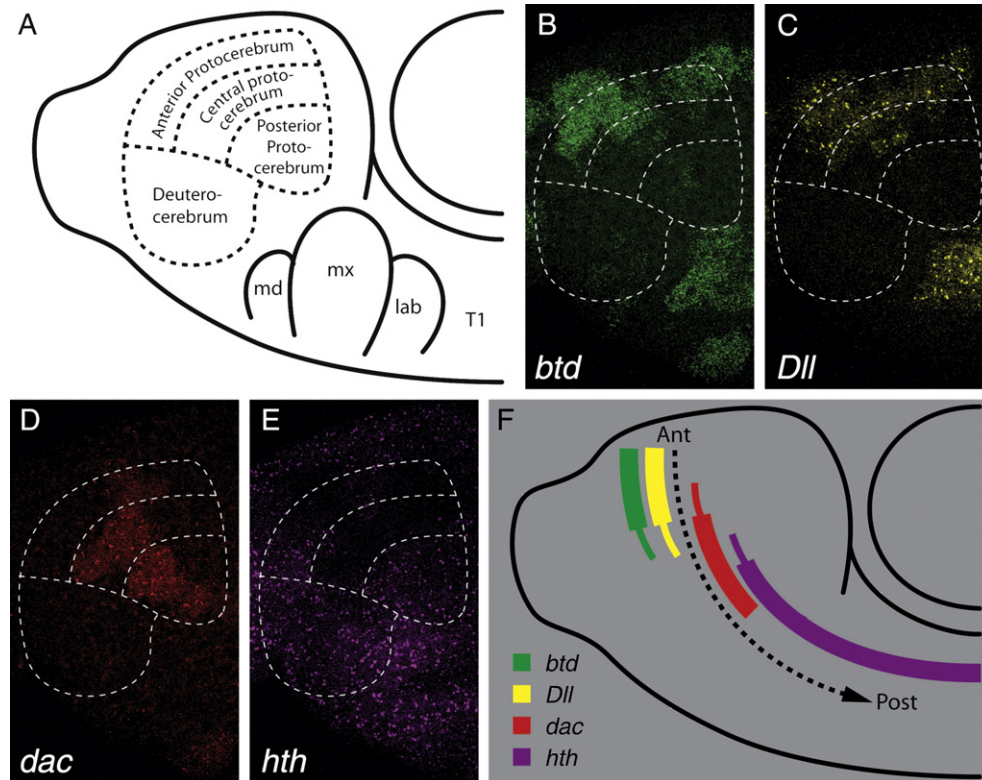 A
Anterior Protocerebrum
Central proto-
cerebrum
Posterior
Proto-
cerebrum
Deutero-
cerebrum
md
mx
lab
T1
B
btd
C
Dll
D
dac
E
hth
F
Ant
Post
btd
Dll
dac
hth